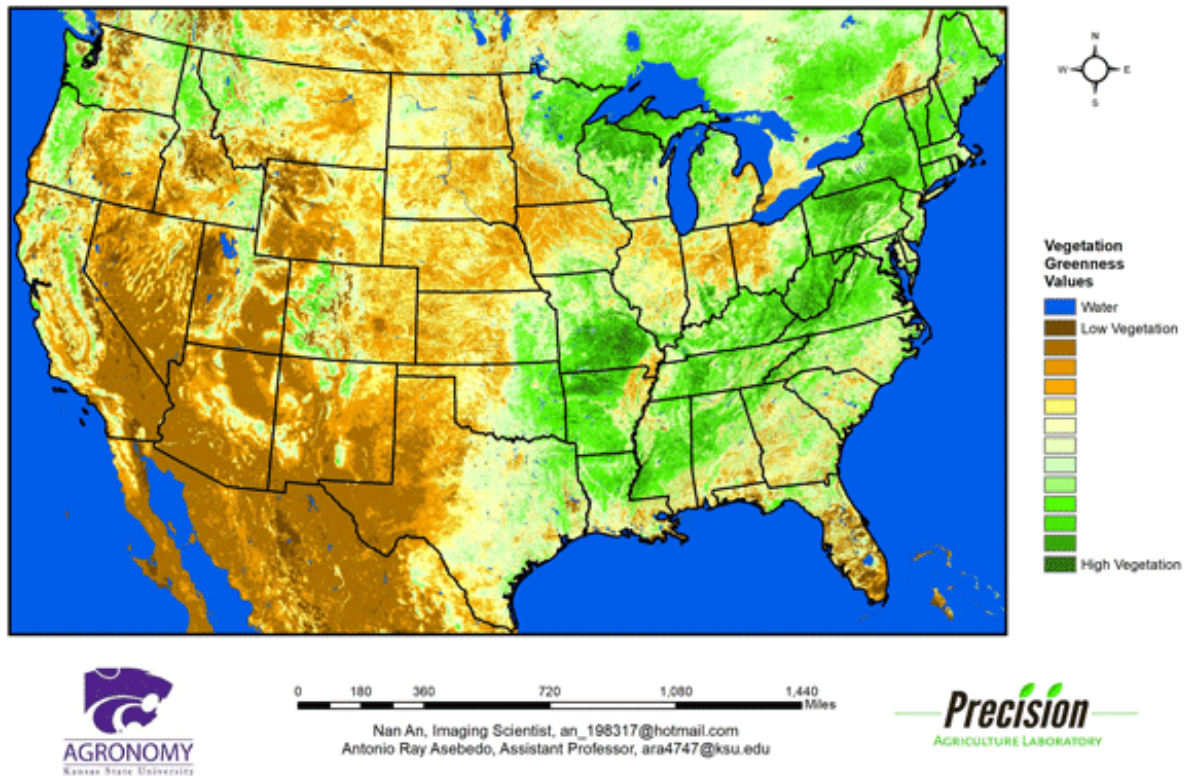 N
W
E
S
Vegetation
Greenness
Values
Water
Low Vegetation
High Vegetation
0 180 360 720 1,080 1,440
Miles
Nan An, Imaging Scientist, an_198317@hotmail.com
Antonio Ray Asebedo, Assistant Professor, ara4747@ksu.edu
AGRONOMY
Kansas State University
Precision
AGRICULTURE LABORATORY